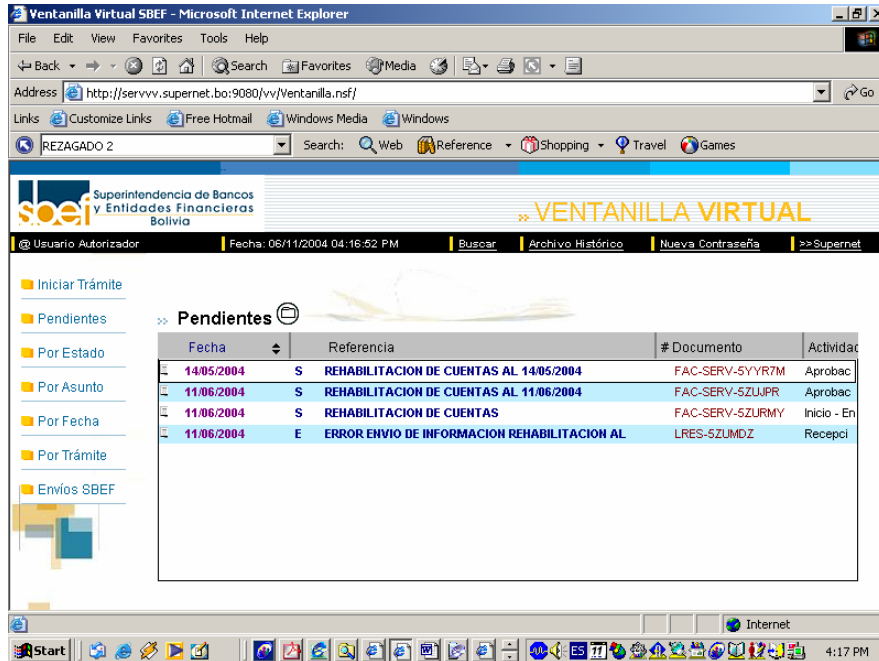 Ventanilla Virtual SBEF - Microsoft Internet Explorer
File Edit View Favorites Tools Help
Back Search Favorites Media
Address http://servvv.supernet.bo:9080/vv/Ventanilla.nsf/ Go
Links Customize Links Free Hotmail Windows Media Windows
REZAGADO 2 Search: Web Reference Shopping Travel Games
sbef Superintendencia de Bancos
y Entidades Financieras
Bolivia
» VENTANILLA VIRTUAL
@ Usuario Autorizador Fecha: 06/11/2004 04:16:52 PM Buscar Archivo Histórico Nueva Contraseña >>Supernet
Iniciar Trámite
Pendientes
Por Estado
Por Asunto
Por Fecha
Por Trámite
Envíos SBEF
» Pendientes
Fecha Referencia # Documento Actividad
14/05/2004 S REHABILITACION DE CUENTAS AL 14/05/2004 FAC-SERV-5YYR7M Aprobac
11/06/2004 S REHABILITACION DE CUENTAS AL 11/06/2004 FAC-SERV-5ZUJPR Aprobac
11/06/2004 S REHABILITACION DE CUENTAS FAC-SERV-5ZURMY Inicio - En
11/06/2004 E ERROR ENVIO DE INFORMACION REHABILITACION AL LRES-5ZUMDZ Recepci
Internet
Start ES 4:17 PM